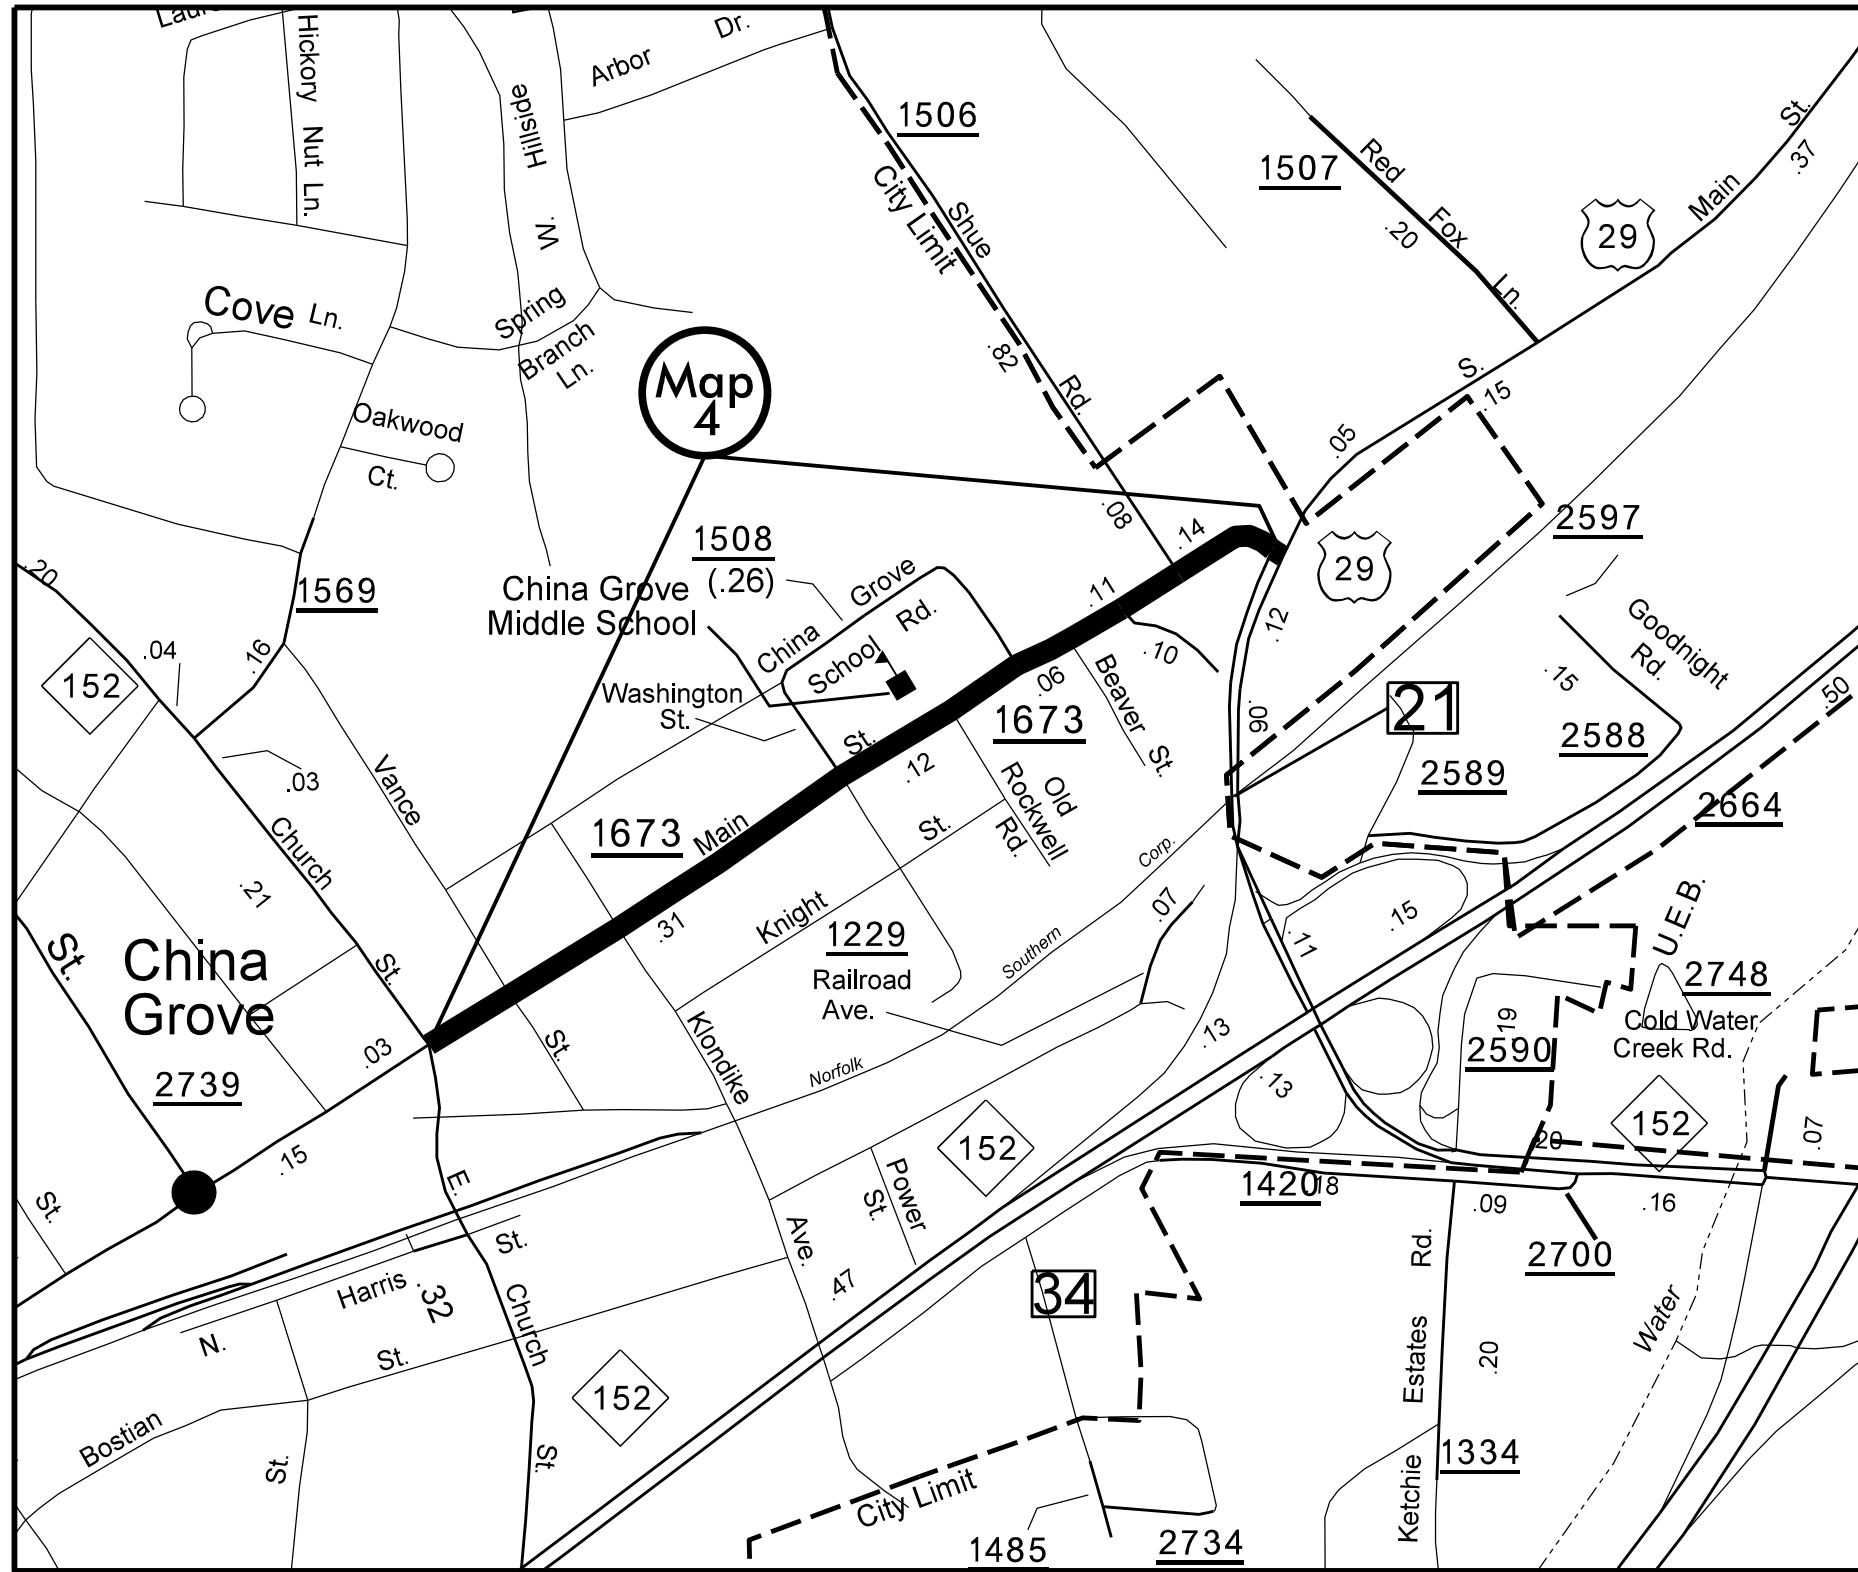 Hickory Nut Ln.
Hillside
W.
Arbor Dr.
1506
City Limit
Shue Rd.
.82
1507
Red Fox Ln.
.20
29
S. Main St.
.37
.15
.05
Cove Ln.
Spring
Branch
Ln.
Oakwood
Ct.
Map
4
.08
.14
.11
.10
.12
.06
29
2597
Goodnight
Rd.
.15
2588
21
2589
2664
.50
1508
(.26)
China Grove
Middle School
China Grove
School Rd.
Washington
St.
1569
.20
152
.04
.16
.03
Vance
St.
Church
St.
.21
1673
Main
St.
.31
.12
.06
1673
Beaver St.
Old
Rockwell
Rd.
Knight St.
1229
Railroad
Ave.
Norfolk Southern Corp.
.07
St.
China
Grove
2739
.03
.15
St.
Klondike
Ave.
.13
.11
.15
.13
U.E.B.
2748
Cold Water
Creek Rd.
.19
2590
152
.20
.07
152
Power
St.
1420
.18
.09
.16
2700
E.
Church
St.
N.
Harris
St.
.32
.47
34
Bostian
St.
St.
152
City Limit
1485
2734
Ketchie Estates Rd.
.20
1334
Water